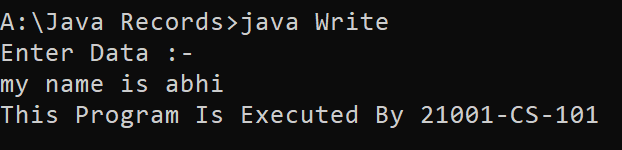 A:\Java Records>java Write
Enter Data :-
my name is abhi
This Program Is Executed By 21001-CS-101